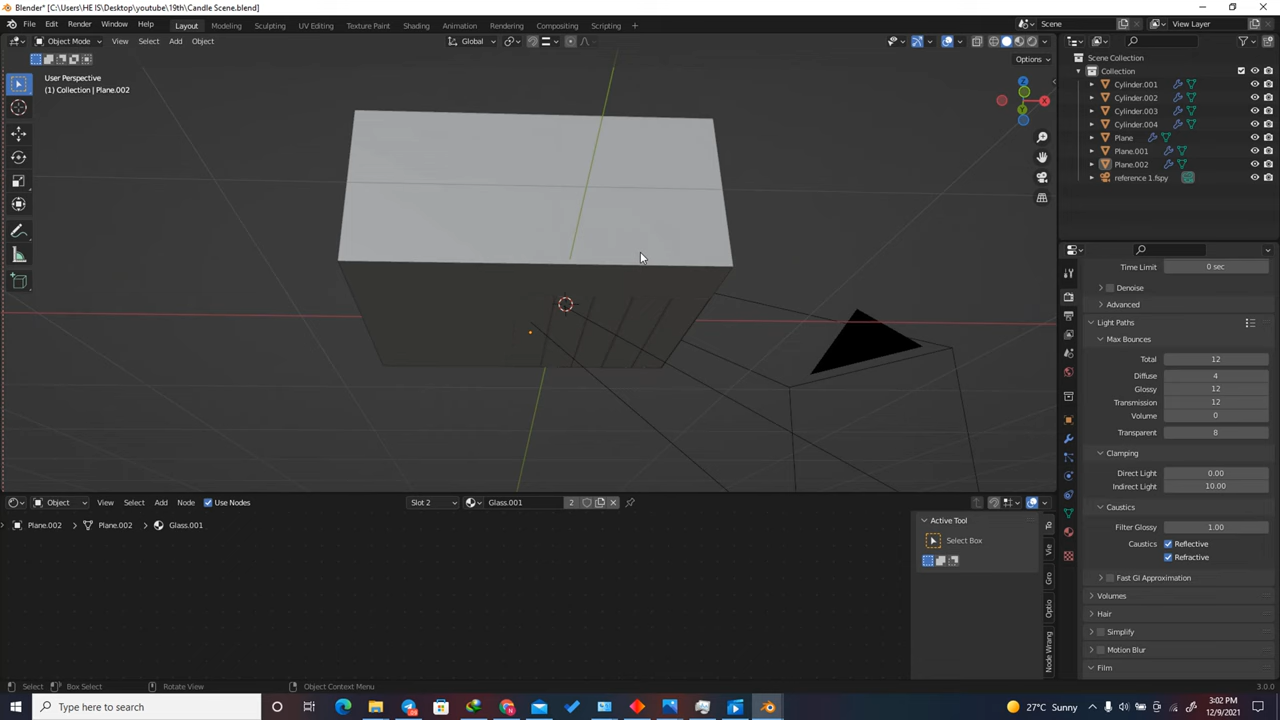 Blender* [C:\Users\HE IS\Desktop\youtube\19th\Candle Scene.blend]
File Edit Render Window Help Layout Modeling Sculpting UV Editing Texture Paint Shading Animation Rendering Compositing Scripting + Scene View Layer
Object Mode View Select Add Object Global
Options
User Perspective
(1) Collection | Plane.002
X
Y
Z
Scene Collection
Collection
Cylinder.001
Cylinder.002
Cylinder.003
Cylinder.004
Plane
Plane.001
Plane.002
reference 1.fspy
Time Limit 0 sec
Denoise
Advanced
Light Paths
Max Bounces
Total 12
Diffuse 4
Glossy 12
Transmission 12
Volume 0
Transparent 8
Clamping
Direct Light 0.00
Indirect Light 10.00
Caustics
Filter Glossy 1.00
Caustics Reflective
Refractive
Fast GI Approximation
Volumes
Hair
Simplify
Motion Blur
Film
Object View Select Add Node Use Nodes Slot 2 Glass.001 2
Plane.002 > Plane.002 > Glass.001
Active Tool
Select Box
Vie
Gro
Optio
Node Wrang
Select Box Select Rotate View Object Context Menu 3.0.0
Type here to search 27°C Sunny 3:02 PM
12/9/2021